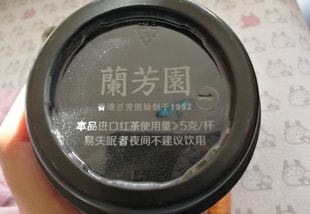 蘭芳園
香港兰芳园始创于1952
本品进口红茶使用量≥5克/杯
易失眠者夜间不建议饮用